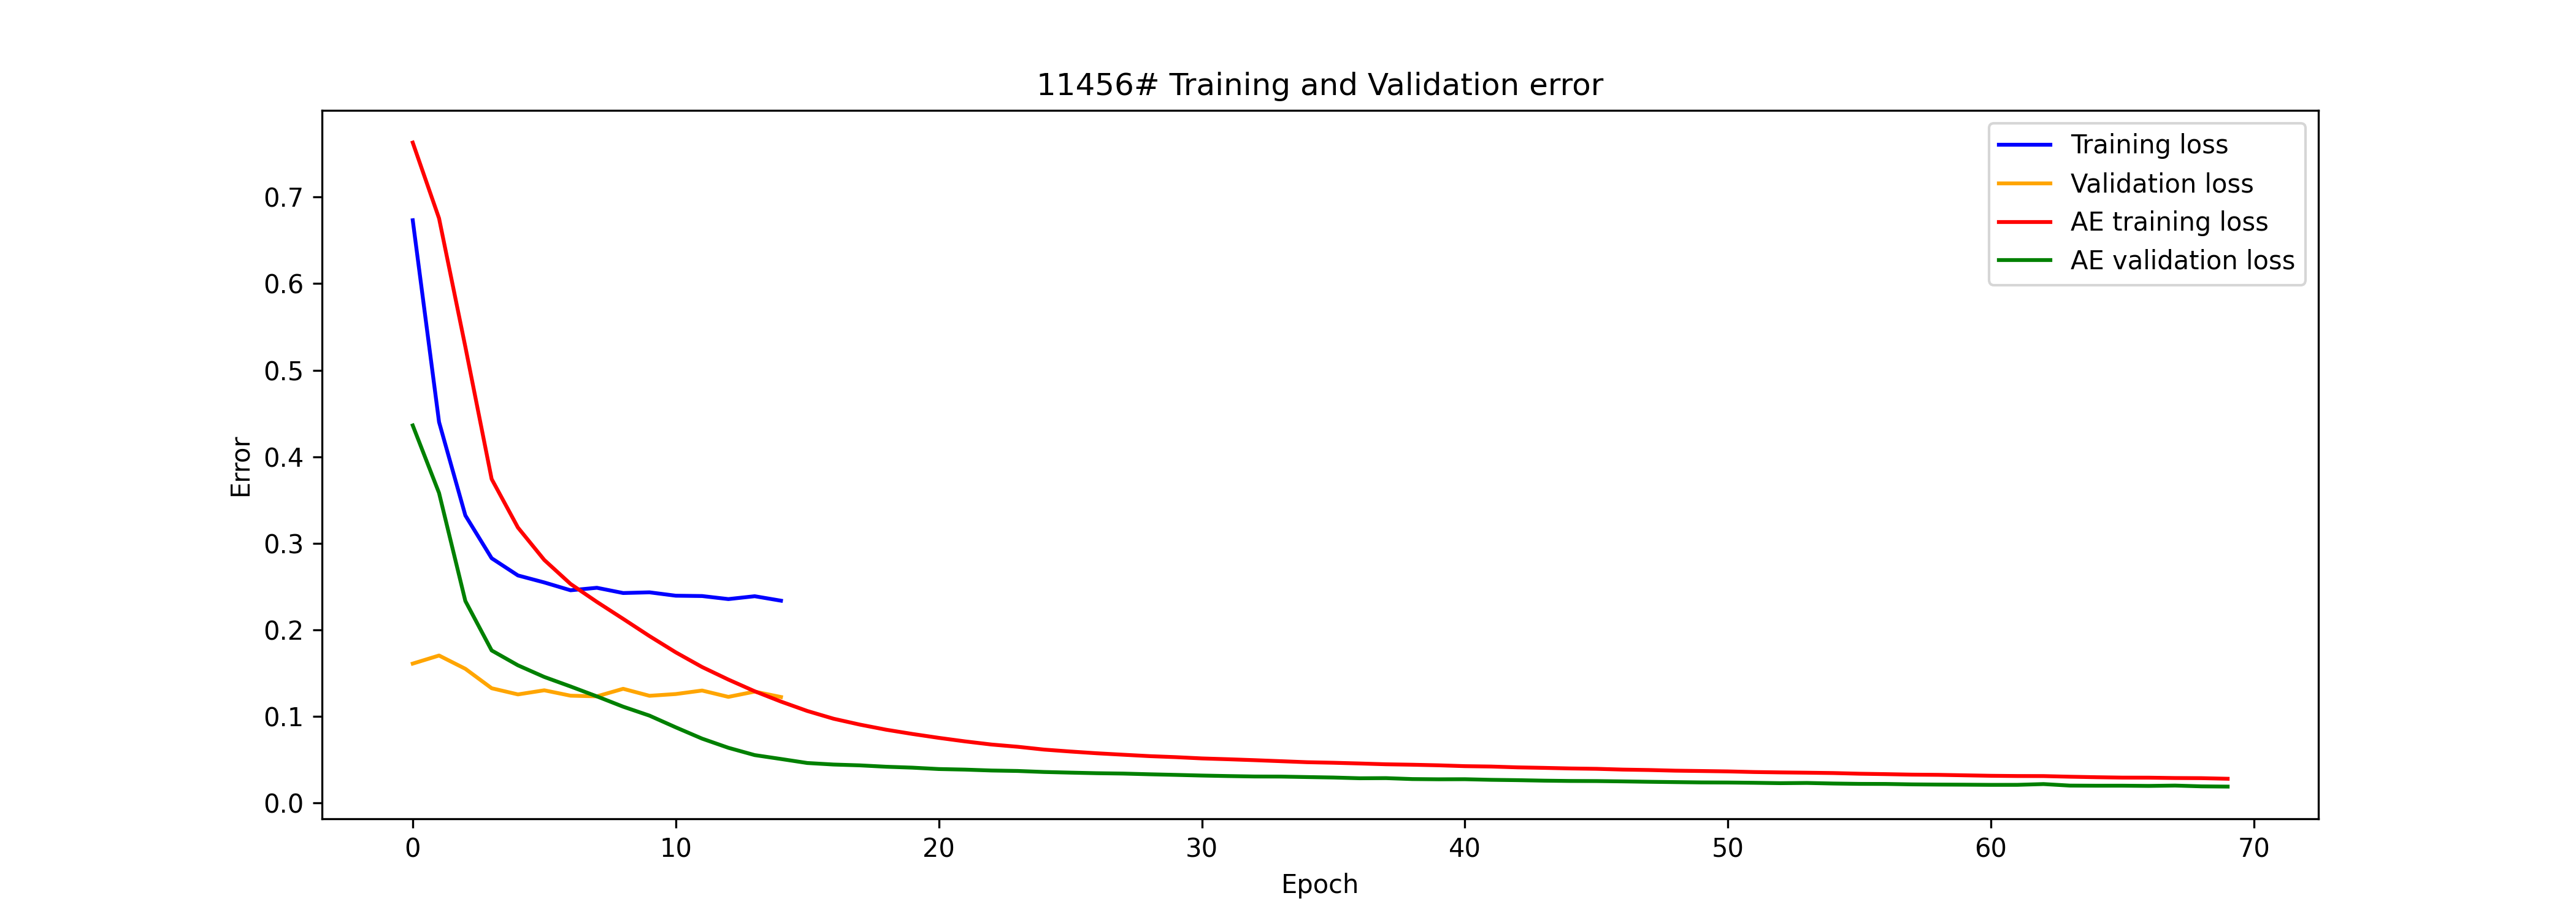 11456# Training and Validation error
Training loss
Validation loss
AE training loss
AE validation loss
Error
0.7
0.6
0.5
0.4
0.3
0.2
0.1
0.0
0 10 20 30 40 50 60 70
Epoch